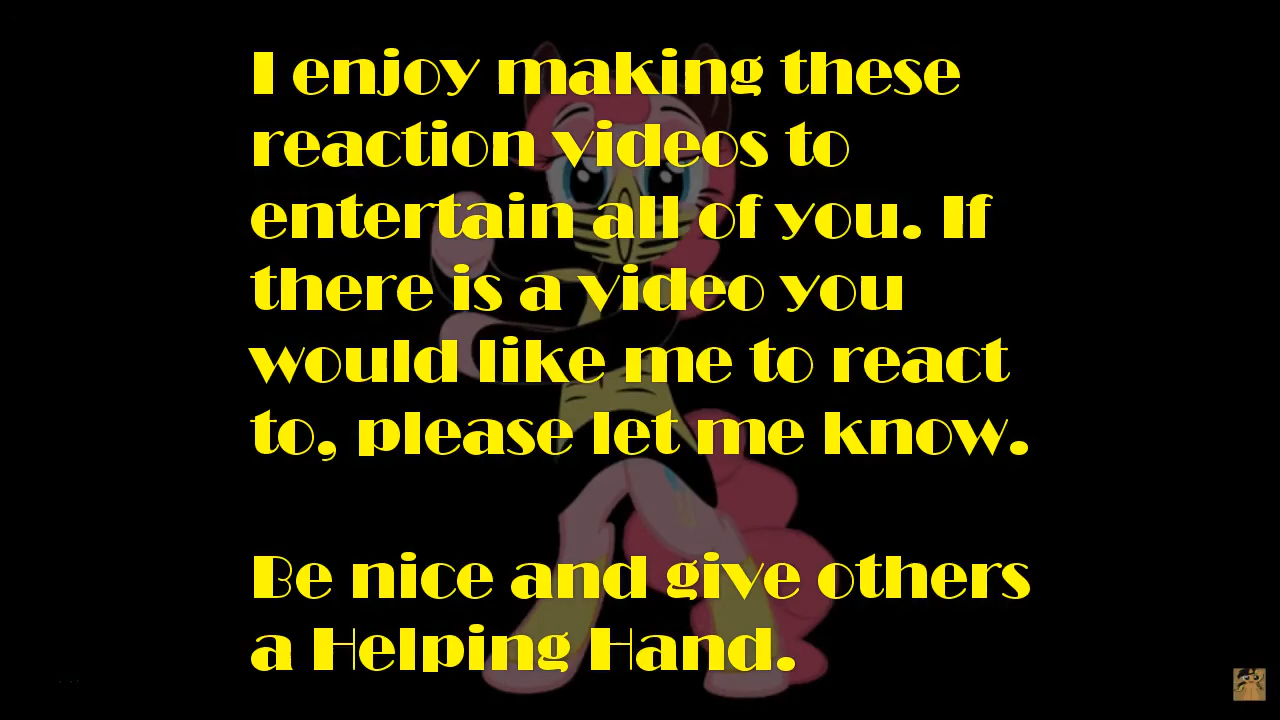 I enjoy making these
reaction videos to
entertain all of you. If
there is a video you
would like me to react
to, please let me know.
Be nice and give others
a Helping Hand.